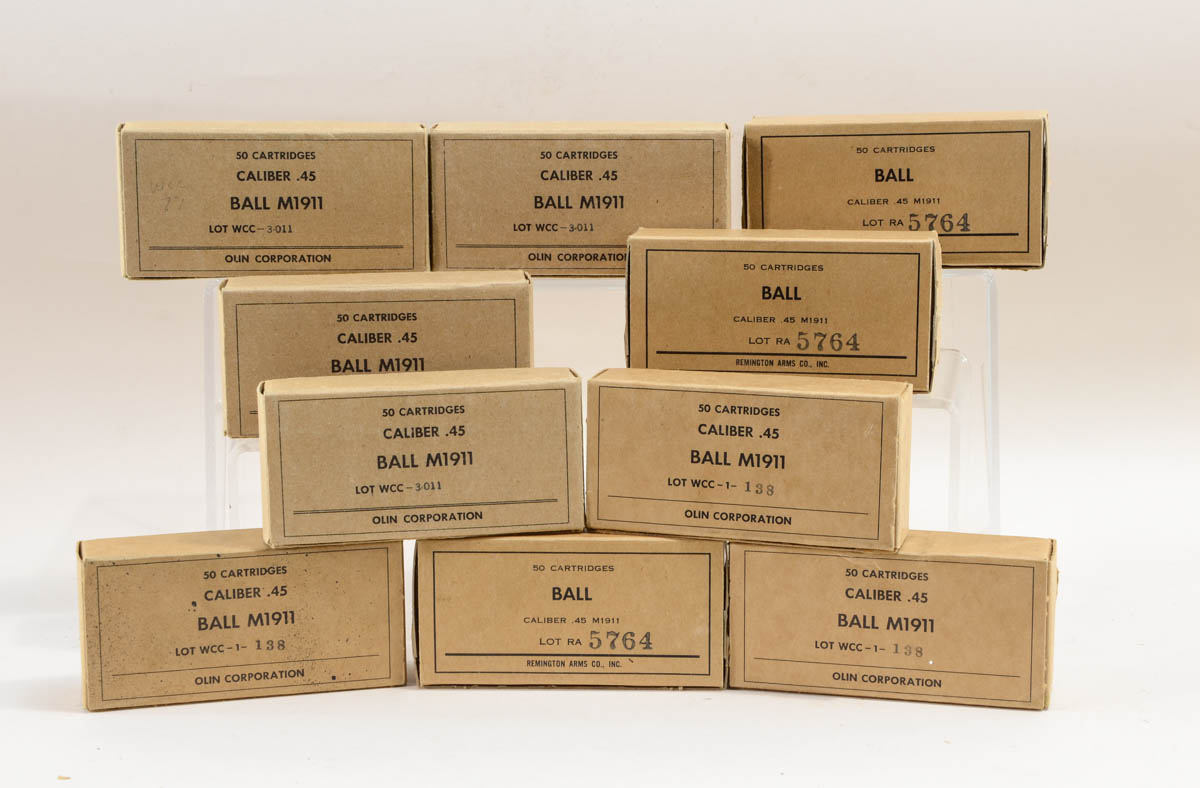 50 CARTRIDGES
CALIBER .45
BALL M1911
LOT WCC-3-011
OLIN CORPORATION
50 CARTRIDGES
CALIBER .45
BALL M1911
LOT WCC-3-011
OLIN CORPORATION
50 CARTRIDGES
BALL
CALIBER .45 M1911
LOT RA 5764
50 CARTRIDGES
CALIBER .45
BALL M1911
50 CARTRIDGES
BALL
CALIBER .45 M1911
LOT RA 5764
REMINGTON ARMS CO., INC.
50 CARTRIDGES
CALIBER .45
BALL M1911
LOT WCC-3-011
OLIN CORPORATION
50 CARTRIDGES
CALIBER .45
BALL M1911
LOT WCC-1- 138
OLIN CORPORATION
50 CARTRIDGES
CALIBER .45
BALL M1911
LOT WCC-1- 138
OLIN CORPORATION
50 CARTRIDGES
BALL
CALIBER .45 M1911
LOT RA 5764
REMINGTON ARMS CO., INC.
50 CARTRIDGES
CALIBER .45
BALL M1911
LOT WCC-1- 138
OLIN CORPORATION